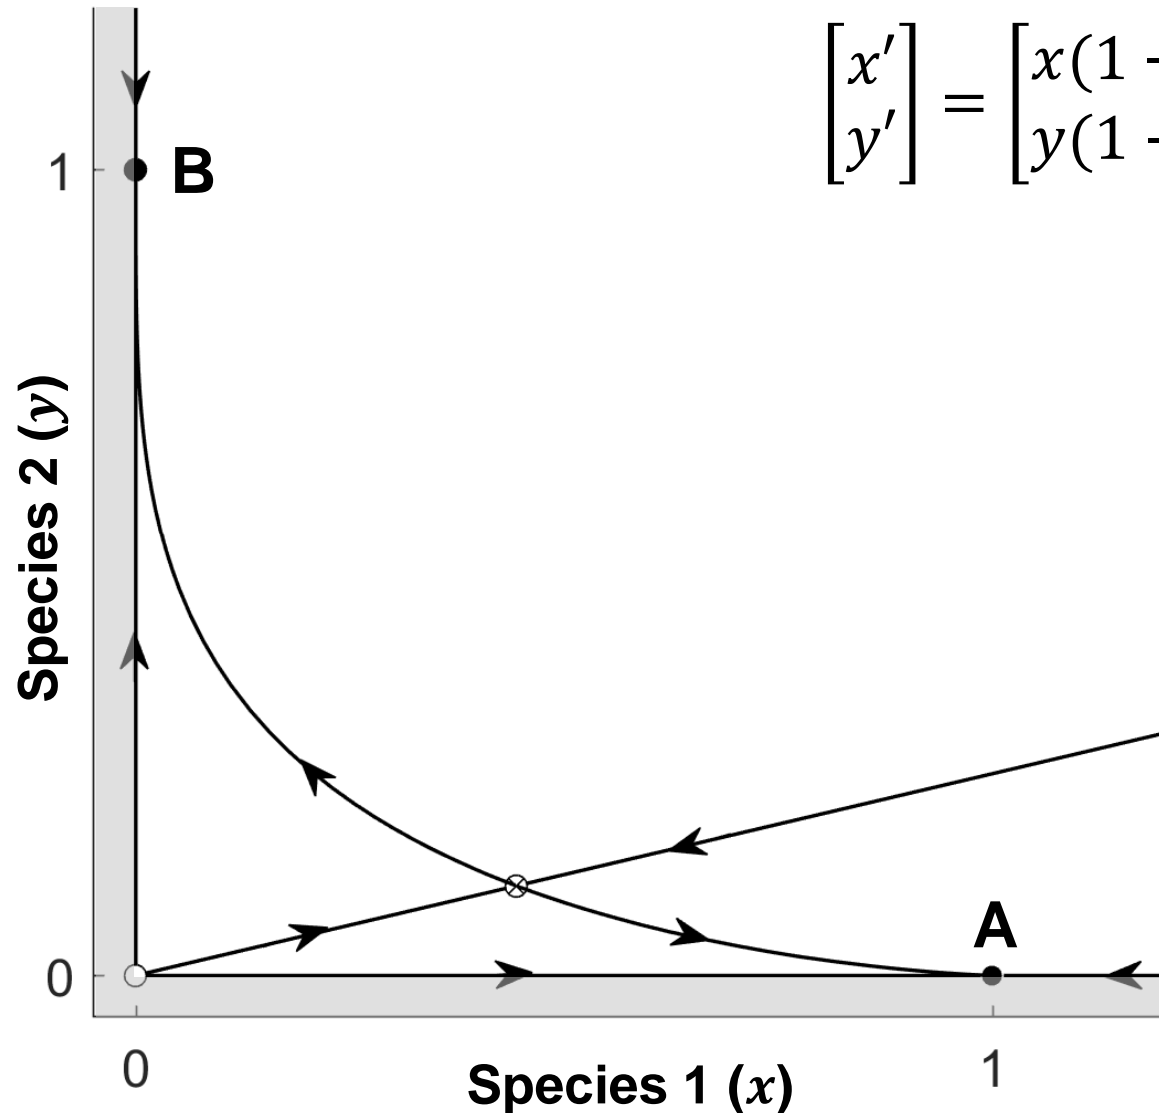 [x′] = [x(1 -
[y′] [y(1 -
1
B
Species 2 (y)
A
0
0
Species 1 (x)
1